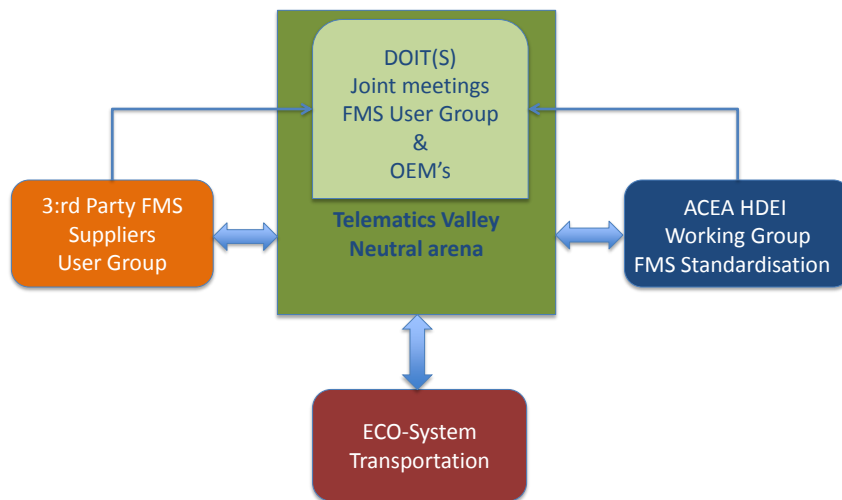 DOIT(S)
Joint meetings
FMS User Group
&
OEM's
Telematics Valley
Neutral arena
3:rd Party FMS
Suppliers
User Group
ACEA HDEI
Working Group
FMS Standardisation
ECO-System
Transportation